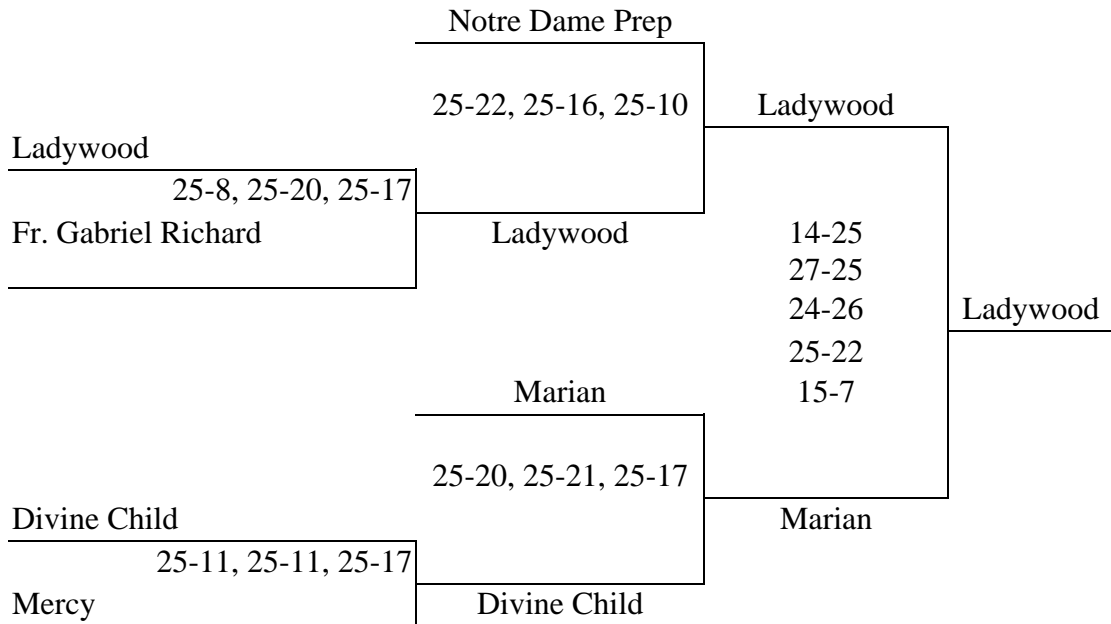 Notre Dame Prep
25-22, 25-16, 25-10
Ladywood
Ladywood
25-8, 25-20, 25-17
Fr. Gabriel Richard
Ladywood
14-25
27-25
24-26
Ladywood
25-22
Marian
15-7
25-20, 25-21, 25-17
Divine Child
Marian
25-11, 25-11, 25-17
Mercy
Divine Child